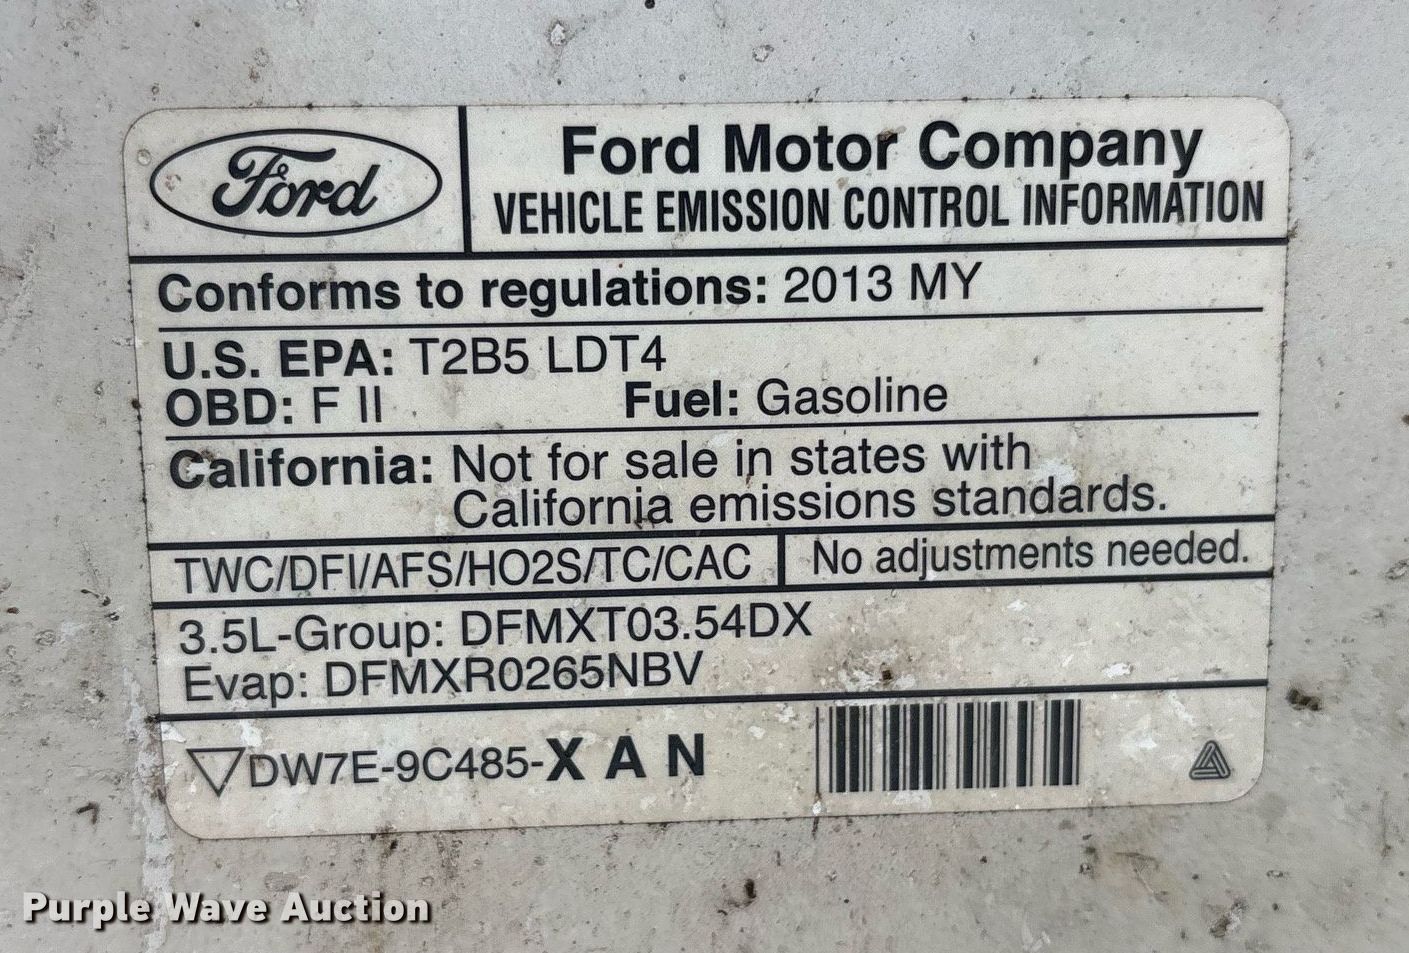 Ford
Ford Motor Company
VEHICLE EMISSION CONTROL INFORMATION
Conforms to regulations: 2013 MY
U.S. EPA: T2B5 LDT4
OBD: F II Fuel: Gasoline
California: Not for sale in states with
California emissions standards.
TWC/DFI/AFS/HO2S/TC/CAC No adjustments needed.
3.5L-Group: DFMXT03.54DX
Evap: DFMXR0265NBV
DW7E-9C485-X A N
Purple Wave Auction